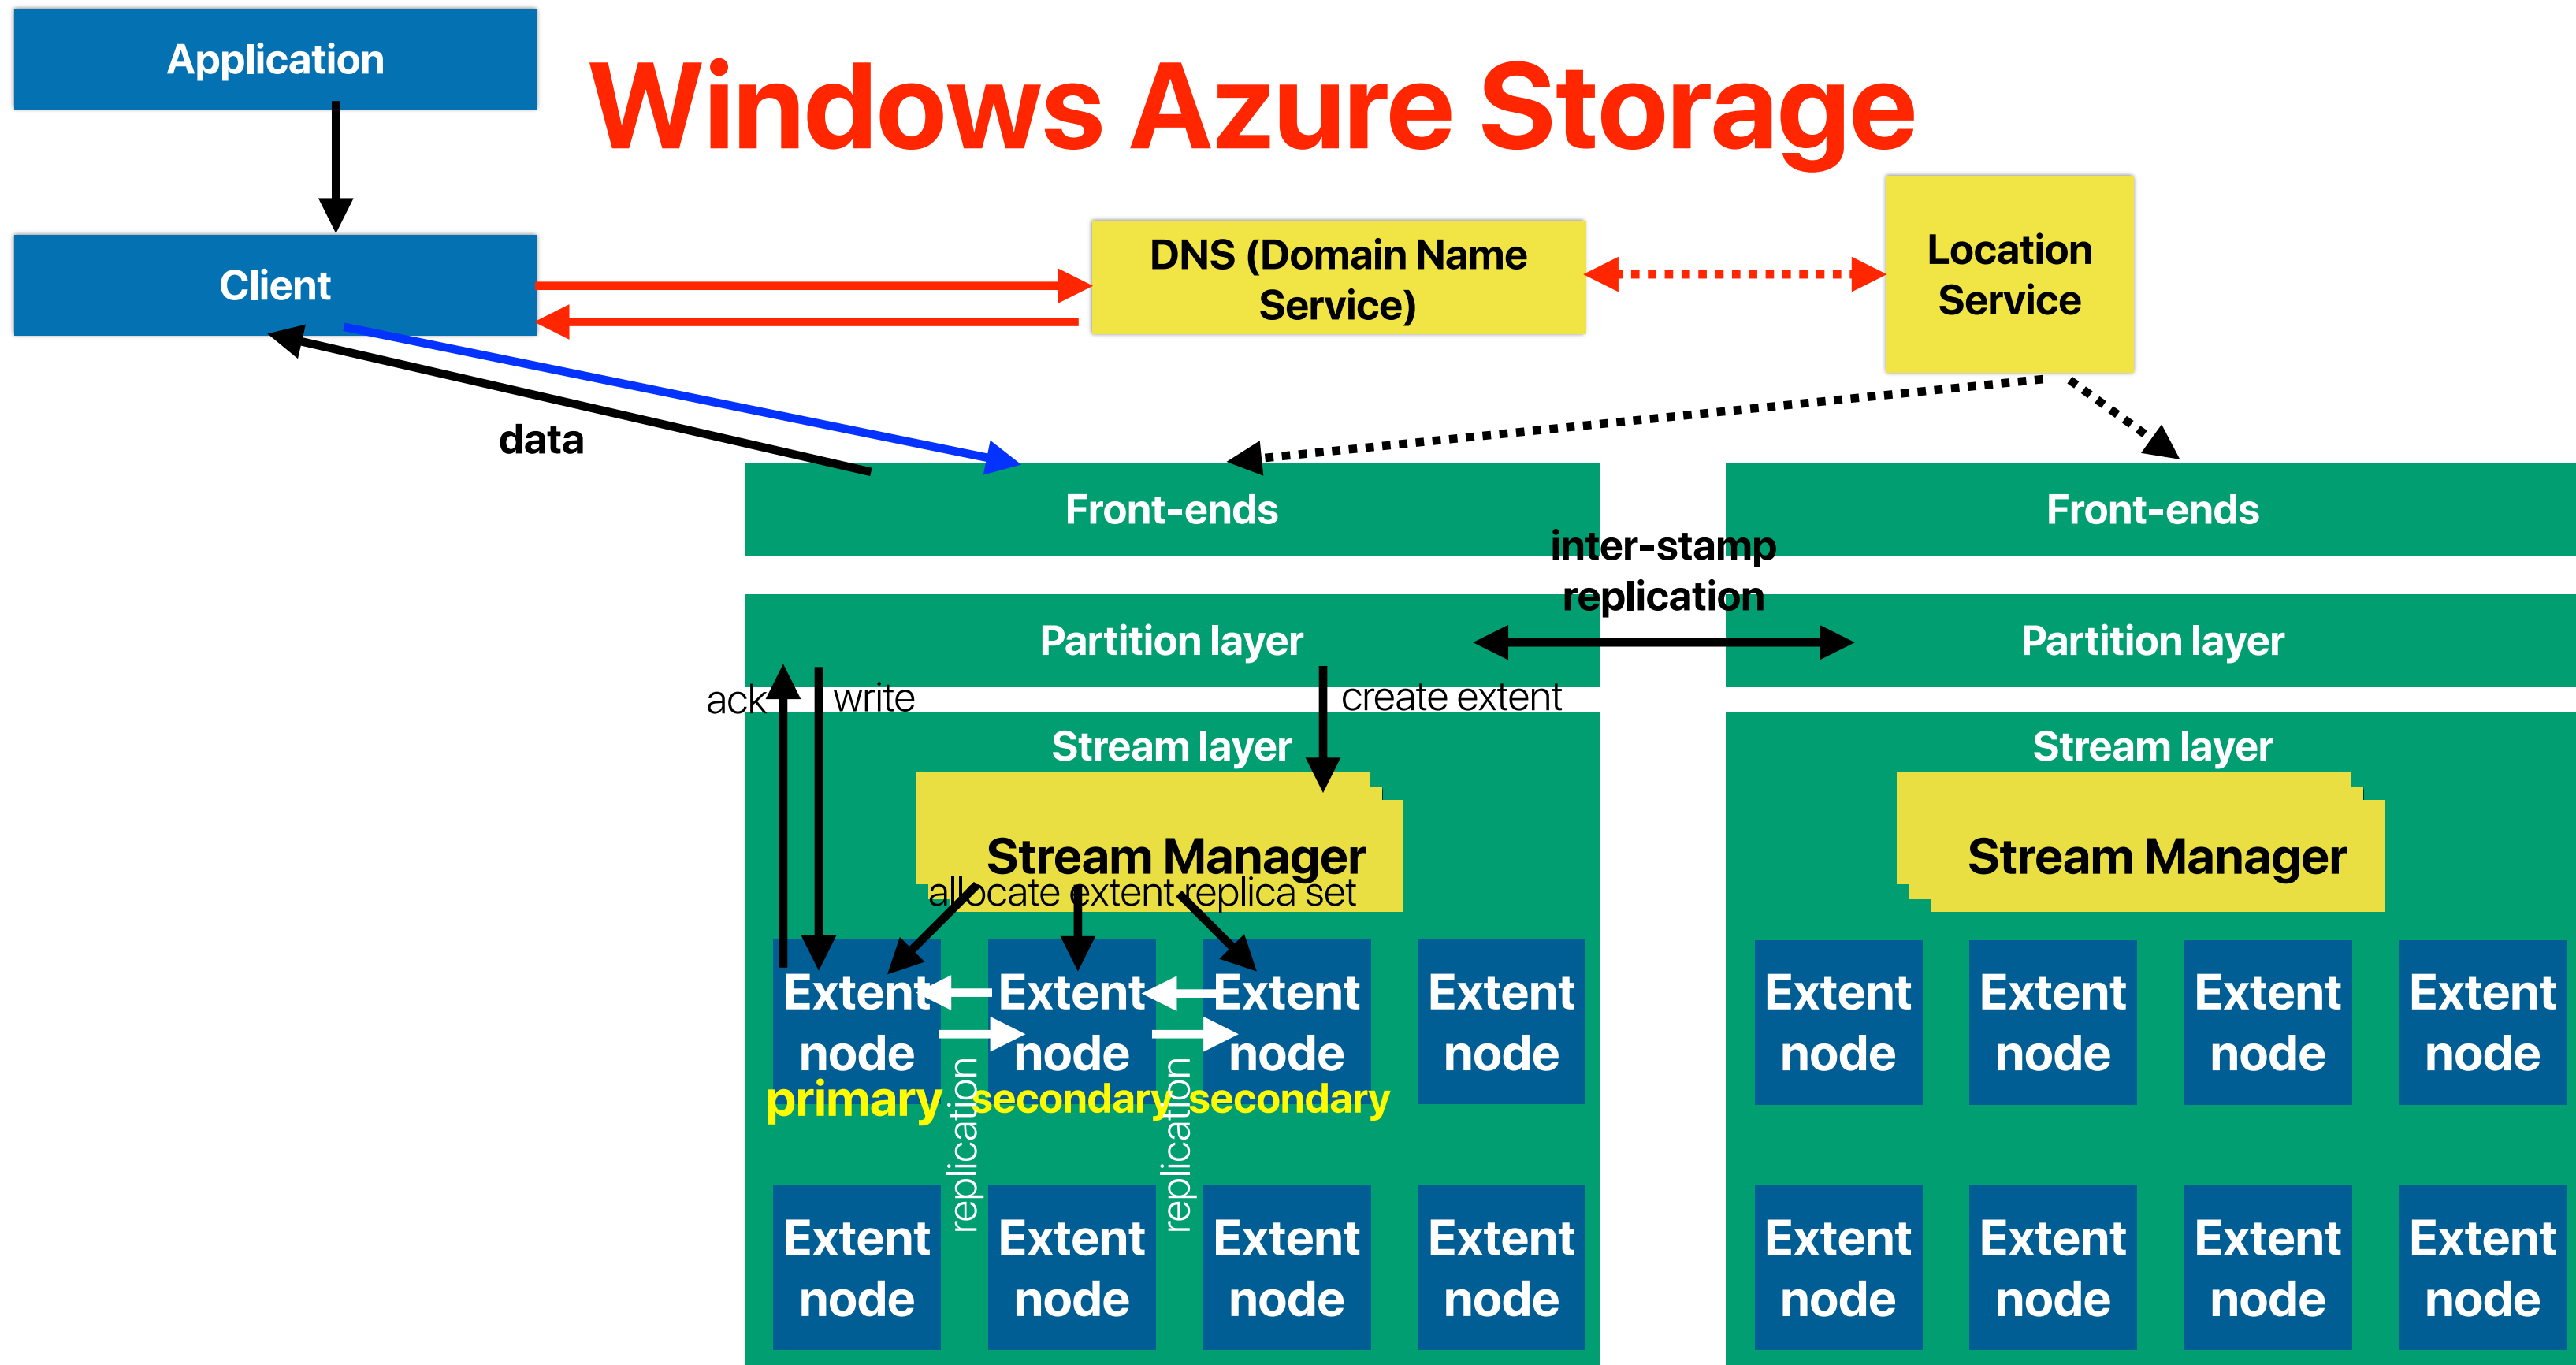 Application
Windows Azure Storage
Client
DNS (Domain Name
Service)
Location
Service
data
Front-ends
Front-ends
inter-stamp
replication
Partition layer
Partition layer
ack
write
create extent
Stream layer
Stream layer
Stream Manager
Stream Manager
allocate extent replica set
Extent
node
primary
Extent
node
secondary
Extent
node
secondary
Extent
node
replication
replication
Extent
node
Extent
node
Extent
node
Extent
node
Extent
node
Extent
node
Extent
node
Extent
node
Extent
node
Extent
node
Extent
node
Extent
node